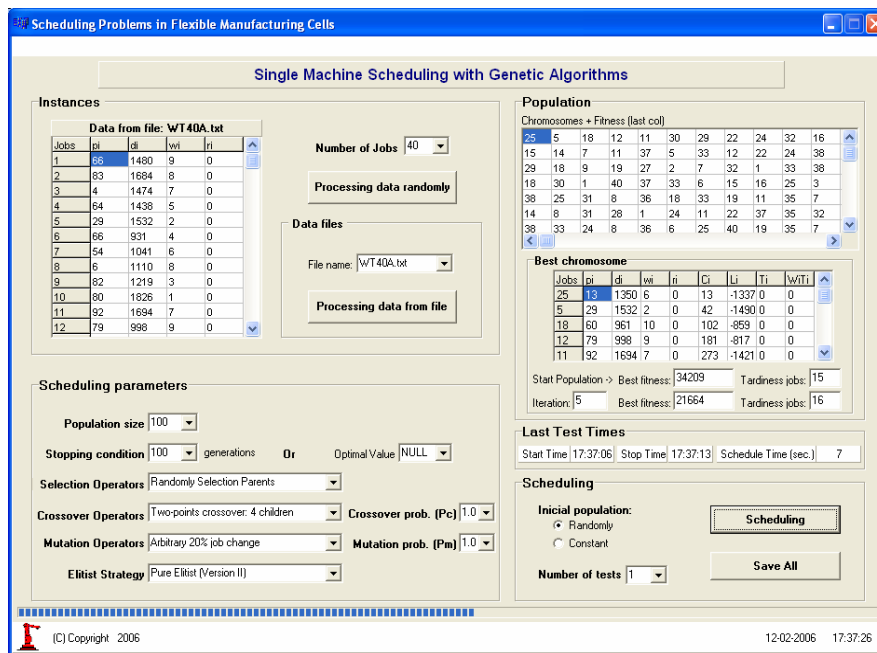 Scheduling Problems in Flexible Manufacturing Cells
Single Machine Scheduling with Genetic Algorithms
Instances
Data from file: WT40A.txt
Jobs pi di wi ri
1 66 1480 9 0
2 83 1684 8 0
3 4 1474 7 0
4 64 1438 5 0
5 29 1532 2 0
6 66 931 4 0
7 54 1041 6 0
8 6 1110 8 0
9 82 1219 3 0
10 80 1826 1 0
11 92 1694 7 0
12 79 998 9 0
Number of Jobs 40
Processing data randomly
Data files
File name: WT40A.txt
Processing data from file
Scheduling parameters
Population size 100
Stopping condition 100 generations Or Optimal Value NULL
Selection Operators Randomly Selection Parents
Crossover Operators Two-points crossover: 4 children Crossover prob. (Pc) 1.0
Mutation Operators Arbitrary 20% job change Mutation prob. (Pm) 1.0
Elitist Strategy Pure Elitist (Version II)
Population
Chromosomes + Fitness (last col)
25 5 18 12 11 30 29 22 24 32 16
15 14 7 11 37 5 33 12 22 24 38
29 18 9 19 27 2 7 32 1 33 38
18 30 1 40 37 33 6 15 16 25 3
38 25 31 8 36 18 33 19 11 35 7
14 8 31 28 1 24 11 22 37 35 32
38 33 24 8 36 6 25 40 19 35 7
Best chromosome
Jobs pi di wi ri Ci Li Ti WiTi
25 13 1350 6 0 13 -1337 0 0
5 29 1532 2 0 42 -1490 0 0
18 60 961 10 0 102 -859 0 0
12 79 998 9 0 181 -817 0 0
11 92 1694 7 0 273 -1421 0 0
Start Population -> Best fitness: 34209 Tardiness jobs: 15
Iteration: 5 Best fitness: 21664 Tardiness jobs: 16
Last Test Times
Start Time 17:37:06 Stop Time 17:37:13 Schedule Time (sec.) 7
Scheduling
Inicial population:
Randomly
Constant
Number of tests 1
Scheduling
Save All
(C) Copyright 2006
12-02-2006 17:37:26